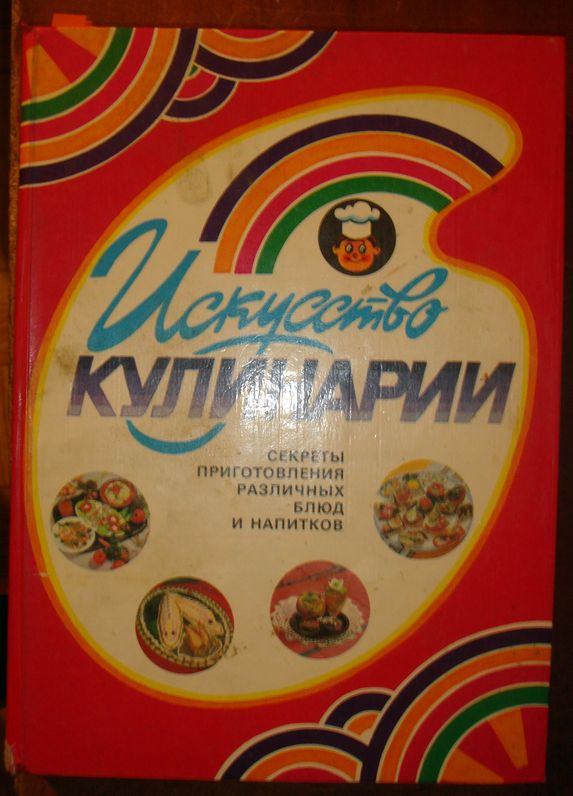 Искусство
КУЛИНАРИИ
СЕКРЕТЫ
ПРИГОТОВЛЕНИЯ
РАЗЛИЧНЫХ
БЛЮД
И НАПИТКОВ